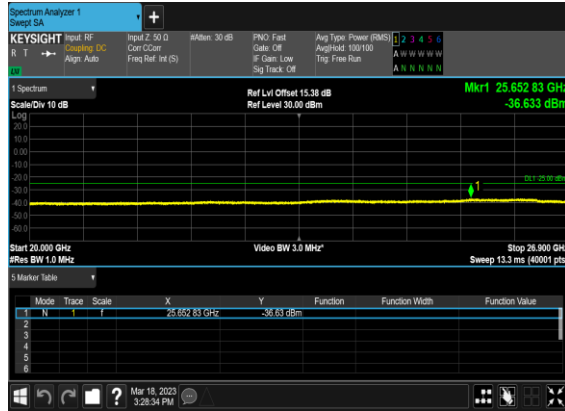 Spectrum Analyzer 1
Swept SA
+
KEYSIGHT Input: RF Input Z: 50 Ω #Atten: 30 dB PNO: Fast Avg Type: Power (RMS) 1 2 3 4 5 6
R T Coupling: DC Corr CCorr Gate: Off Avg|Hold: 100/100 A W W W W W
Align: Auto Freq Ref: Int (S) IF Gain: Low Trig: Free Run
Sig Track: Off A N N N N N
LW
1 Spectrum Ref Lvl Offset 15.38 dB Mkr1 25.652 83 GHz
Scale/Div 10 dB Ref Level 30.00 dBm -36.633 dBm
Log
20.0
10.0
0.00
-10.0
-20.0
DL1 -25.00 dBm
1
-30.0
-40.0
-50.0
-60.0
Start 20.000 GHz Video BW 3.0 MHz* Stop 26.900 GHz
#Res BW 1.0 MHz Sweep 13.3 ms (40001 pts)
5 Marker Table
Mode Trace Scale X Y Function Function Width Function Value
1 N 1 f 25.652 83 GHz -36.63 dBm
2
3
4
5
6
? Mar 18, 2023
3:28:34 PM